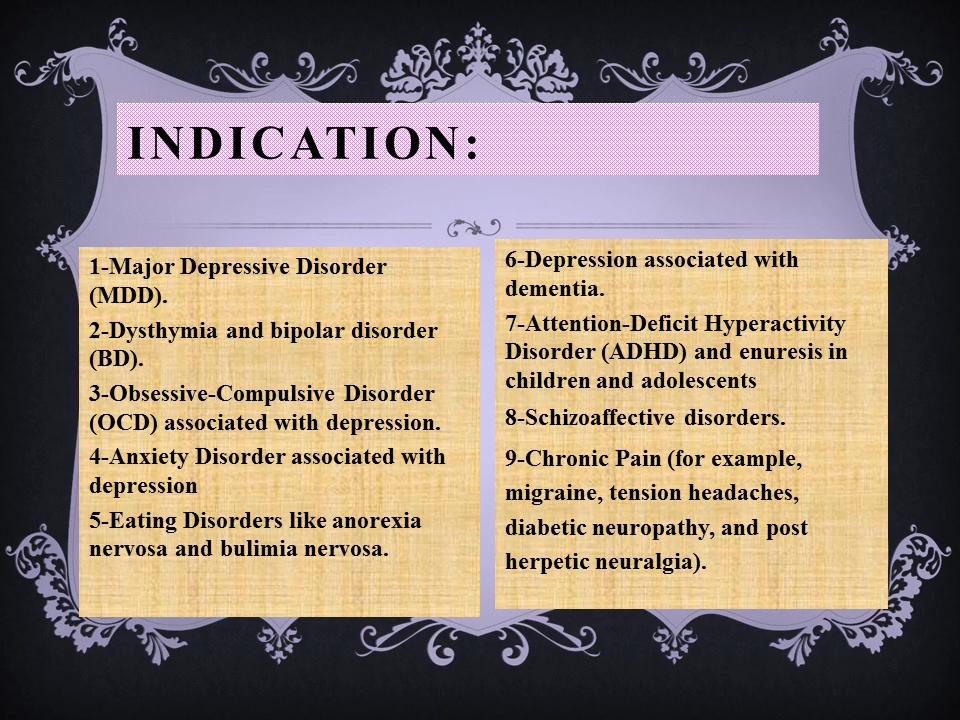 INDICATION:
1-Major Depressive Disorder
(MDD).
2-Dysthymia and bipolar disorder
(BD).
3-Obsessive-Compulsive Disorder
(OCD) associated with depression.
4-Anxiety Disorder associated with
depression
5-Eating Disorders like anorexia
nervosa and bulimia nervosa.
6-Depression associated with
dementia.
7-Attention-Deficit Hyperactivity
Disorder (ADHD) and enuresis in
children and adolescents
8-Schizoaffective disorders.
9-Chronic Pain (for example,
migraine, tension headaches,
diabetic neuropathy, and post
herpetic neuralgia).